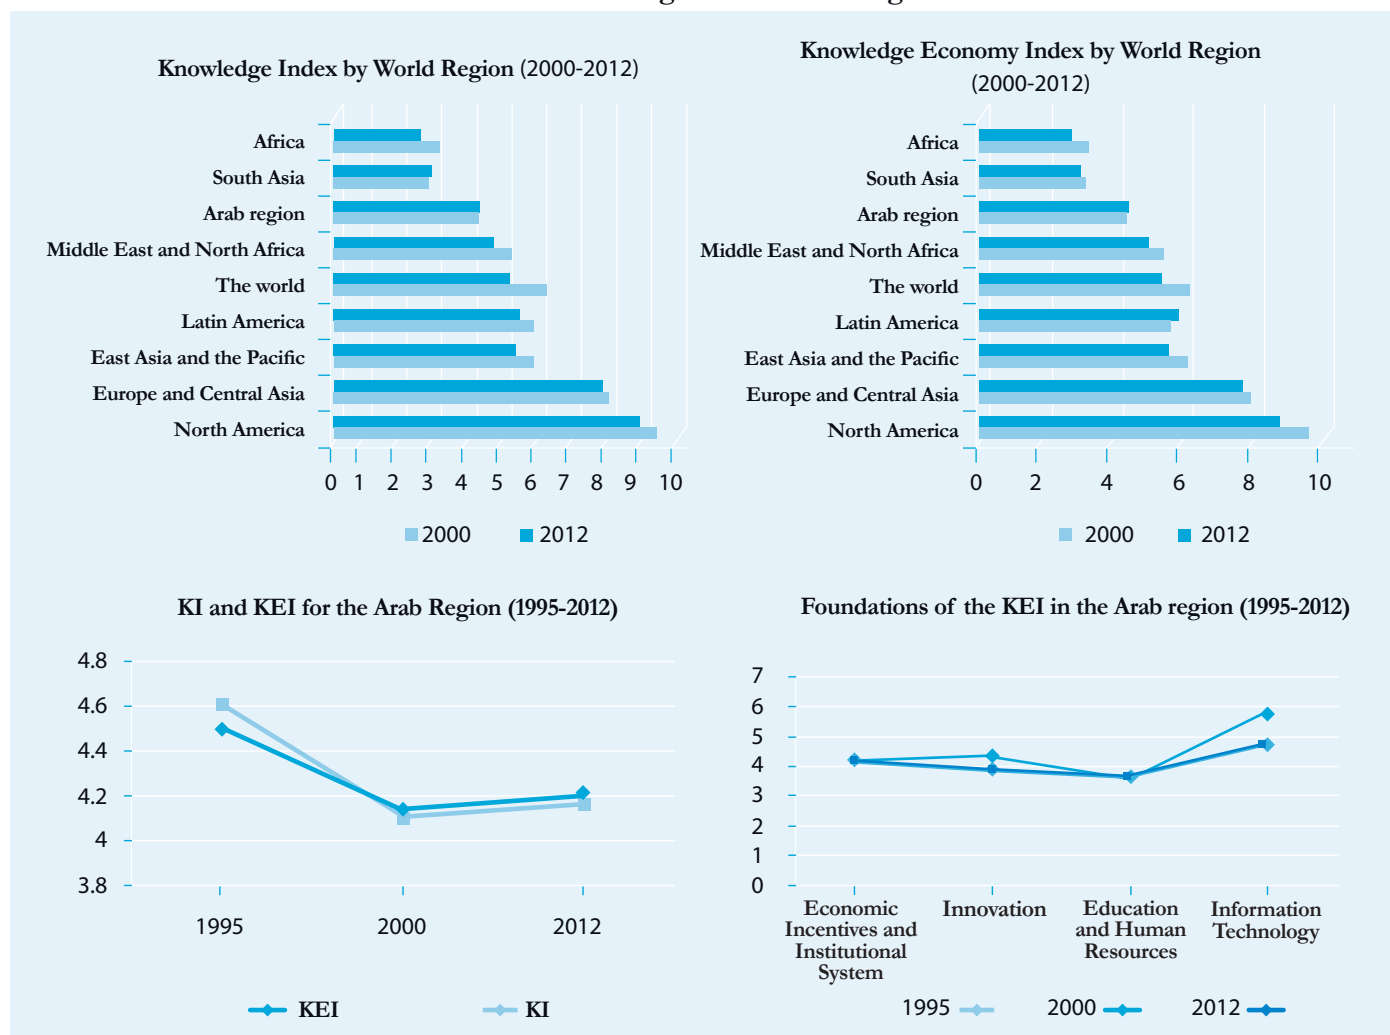 Knowledge Index by World Region (2000-2012)
Africa
South Asia
Arab region
Middle East and North Africa
The world
Latin America
East Asia and the Pacific
Europe and Central Asia
North America
0 1 2 3 4 5 6 7 8 9 10
2000 2012
Knowledge Economy Index by World Region
(2000-2012)
Africa
South Asia
Arab region
Middle East and North Africa
The world
Latin America
East Asia and the Pacific
Europe and Central Asia
North America
0 2 4 6 8 10
2000 2012
KI and KEI for the Arab Region (1995-2012)
4.8
4.6
4.4
4.2
4
3.8
1995 2000 2012
KEI KI
Foundations of the KEI in the Arab region (1995-2012)
7
6
5
4
3
2
1
0
Economic
Incentives and
Institutional
System
Innovation
Education
and Human
Resources
Information
Technology
1995 2000 2012